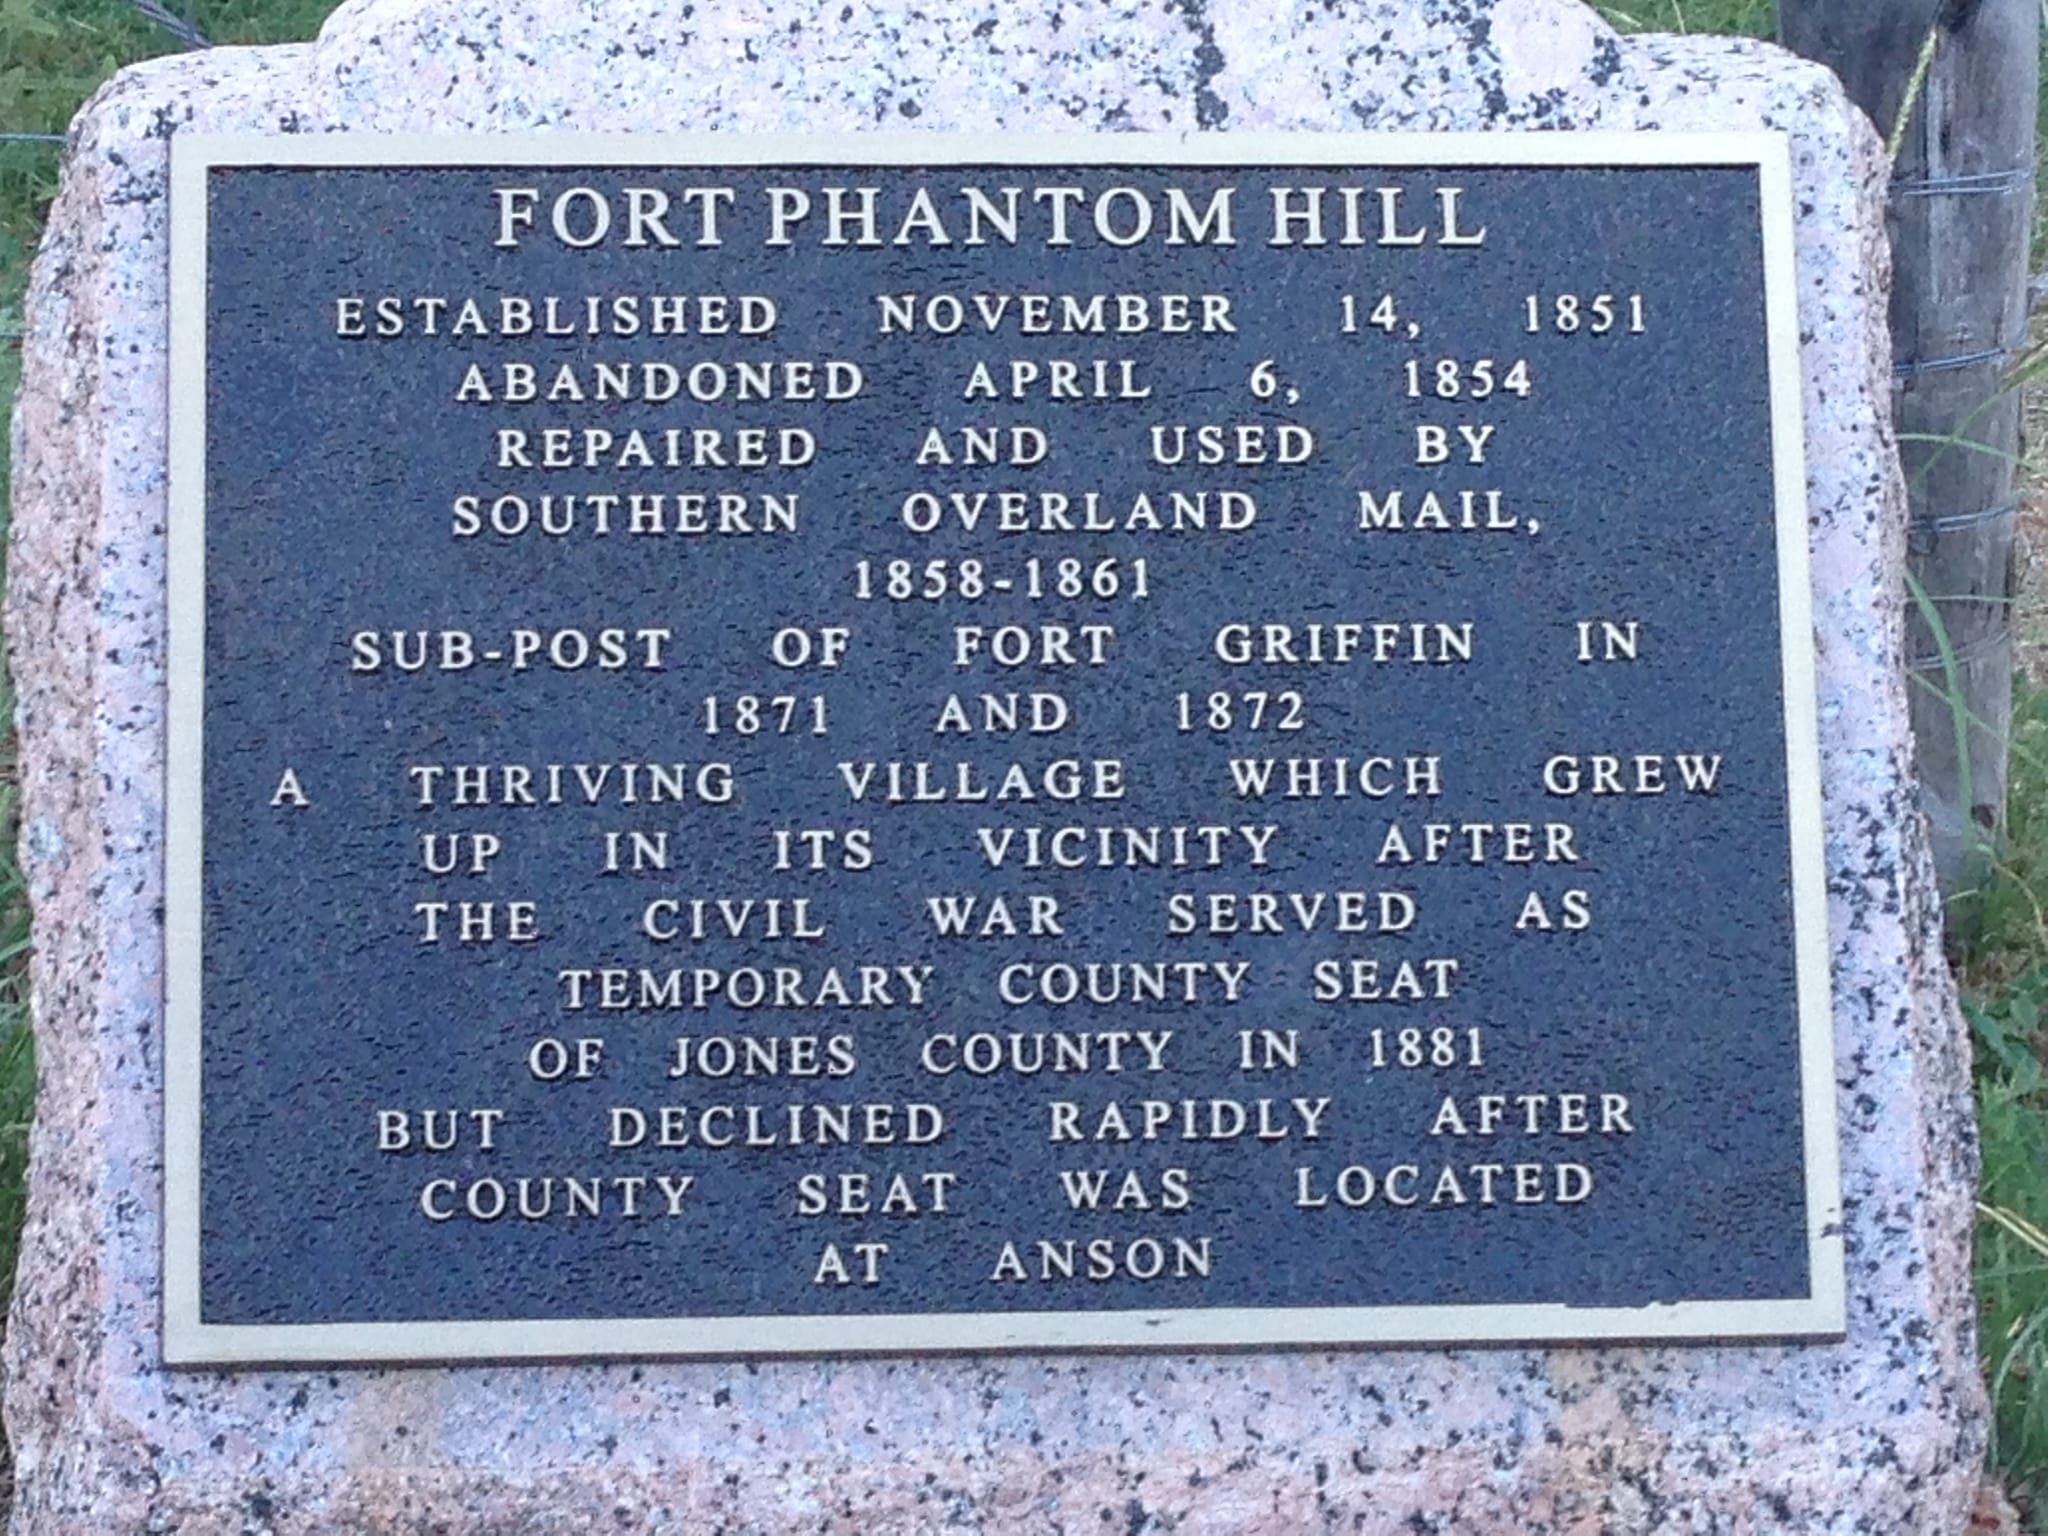 FORT PHANTOM HILL
ESTABLISHED NOVEMBER 14, 1851
ABANDONED APRIL 6, 1854
REPAIRED AND USED BY
SOUTHERN OVERLAND MAIL,
1858-1861
SUB-POST OF FORT GRIFFIN IN
1871 AND 1872
A THRIVING VILLAGE WHICH GREW
UP IN ITS VICINITY AFTER
THE CIVIL WAR SERVED AS
TEMPORARY COUNTY SEAT
OF JONES COUNTY IN 1881
BUT DECLINED RAPIDLY AFTER
COUNTY SEAT WAS LOCATED
AT ANSON